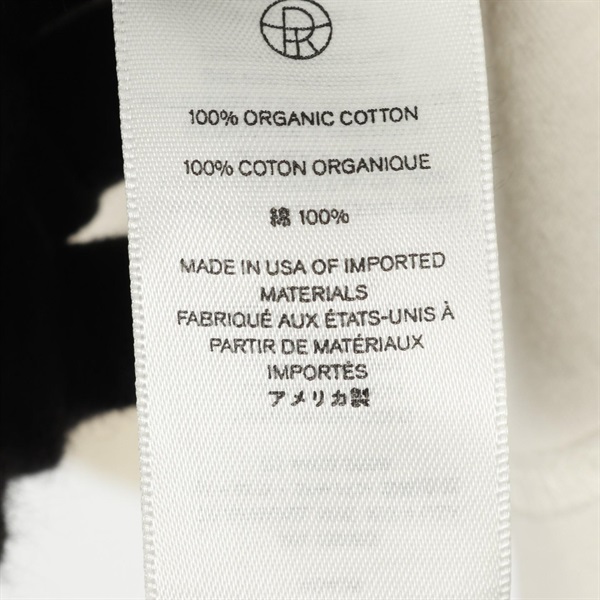 100% ORGANIC COTTON
100% COTON ORGANIQUE
綿 100%
MADE IN USA OF IMPORTED
MATERIALS
FABRIQUÉ AUX ÉTATS-UNIS À
PARTIR DE MATÉRIAUX
IMPORTÉS
アメリカ製